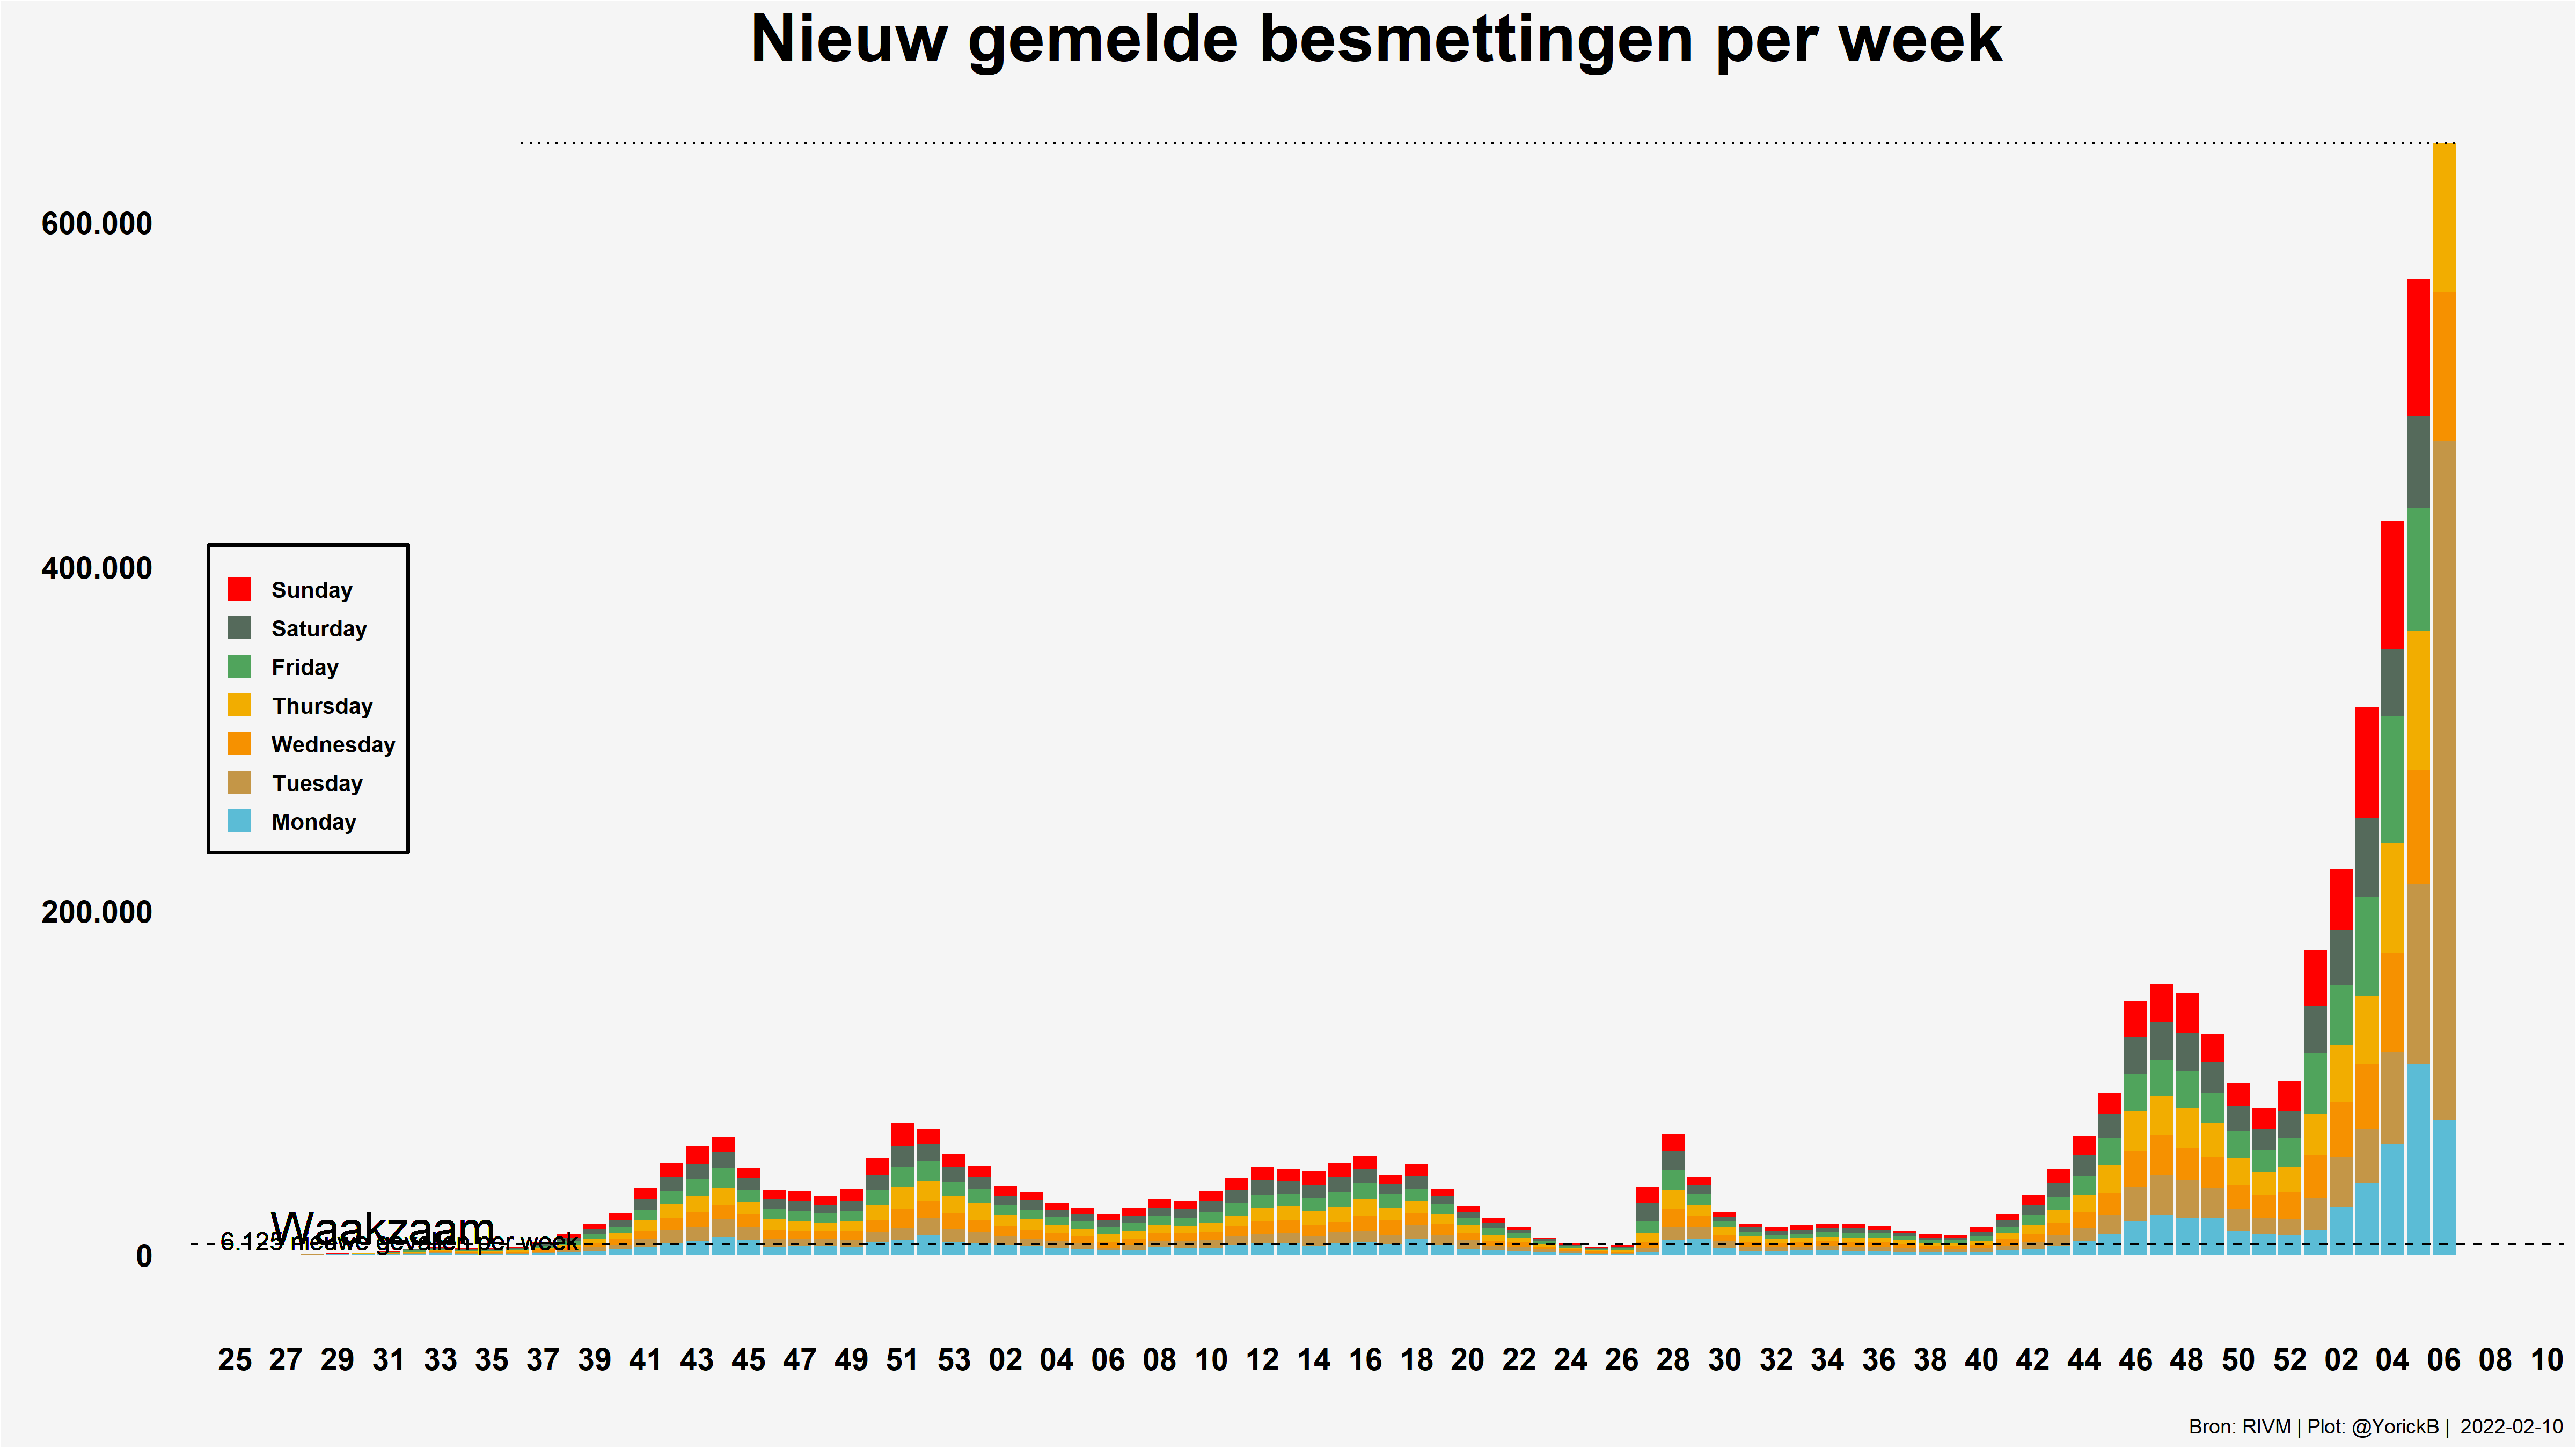 Nieuw gemelde besmettingen per week
600.000
400.000
200.000
0
Sunday
Saturday
Friday
Thursday
Wednesday
Tuesday
Monday
Waakzaam
6.125 nieuwe gevallen per week
25 27 29 31 33 35 37 39 41 43 45 47 49 51 53 02 04 06 08 10 12 14 16 18 20 22 24 26 28 30 32 34 36 38 40 42 44 46 48 50 52 02 04 06 08 10
Bron: RIVM | Plot: @YorickB | 2022-02-10